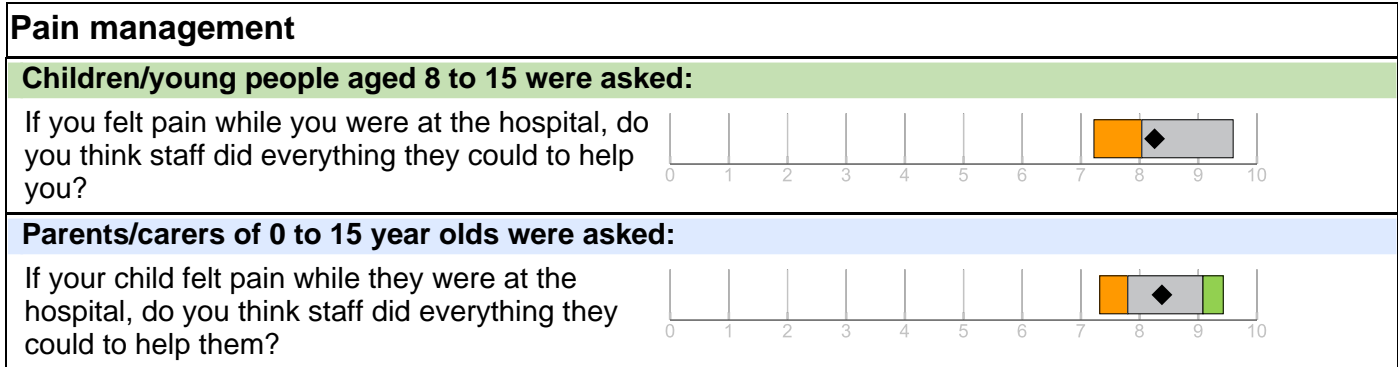 Pain management
Children/young people aged 8 to 15 were asked:
If you felt pain while you were at the hospital, do
you think staff did everything they could to help
you?
0 1 2 3 4 5 6 7 8 9 10
Parents/carers of 0 to 15 year olds were asked:
If your child felt pain while they were at the
hospital, do you think staff did everything they
could to help them?
0 1 2 3 4 5 6 7 8 9 10